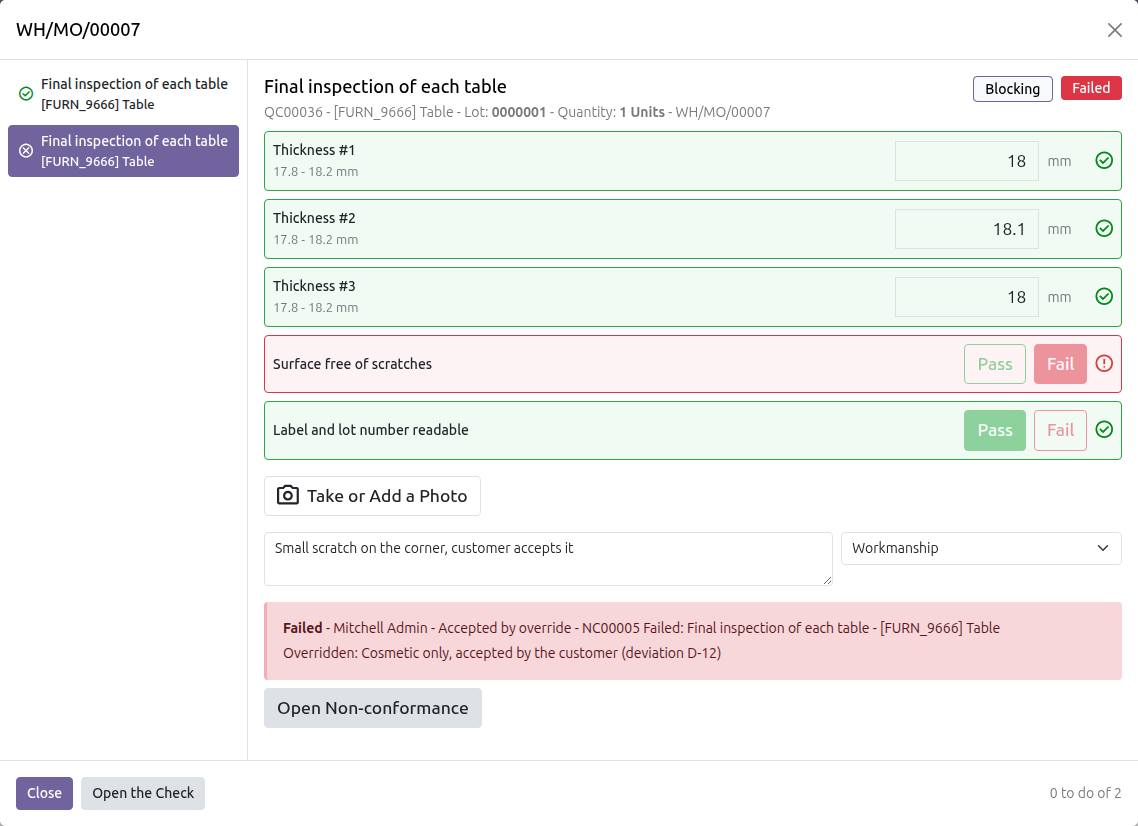 WH/MO/00007
Final inspection of each table
[FURN_9666] Table
Final inspection of each table
[FURN_9666] Table
Final inspection of each table
Blocking
Failed
QC00036 - [FURN_9666] Table - Lot: 0000001 - Quantity: 1 Units - WH/MO/00007
Thickness #1
17.8 - 18.2 mm
18 mm
Thickness #2
17.8 - 18.2 mm
18.1 mm
Thickness #3
17.8 - 18.2 mm
18 mm
Surface free of scratches
Pass
Fail
Label and lot number readable
Pass
Fail
Take or Add a Photo
Small scratch on the corner, customer accepts it
Workmanship
Failed - Mitchell Admin - Accepted by override - NC00005 Failed: Final inspection of each table - [FURN_9666] Table
Overridden: Cosmetic only, accepted by the customer (deviation D-12)
Open Non-conformance
Close
Open the Check
0 to do of 2